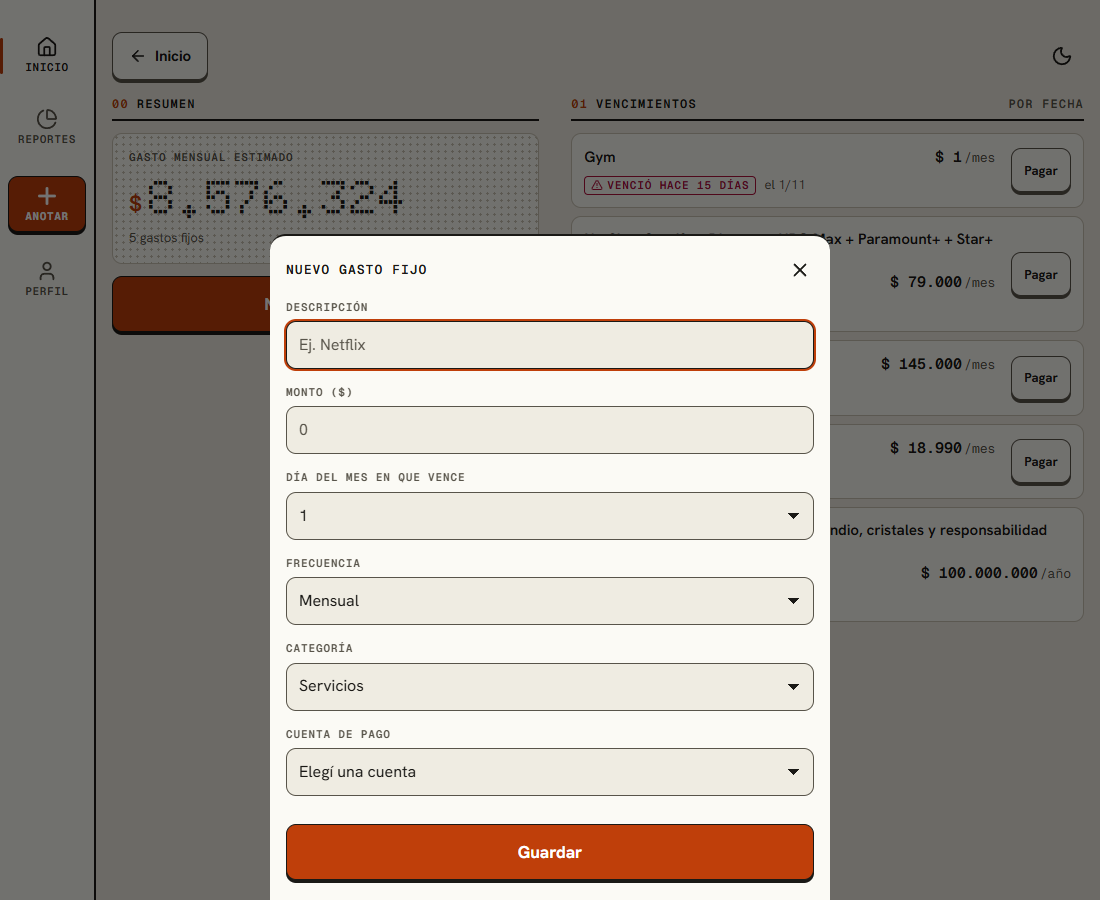 INICIO
REPORTES
ANOTAR
PERFIL
Inicio
00 RESUMEN
GASTO MENSUAL ESTIMADO
$8,576,324
5 gastos fijos
01 VENCIMIENTOS
POR FECHA
Gym
$ 1/mes
VENCIÓ HACE 15 DÍAS
el 1/11
Pagar
Max + Paramount+ + Star+
$ 79.000/mes
Pagar
$ 145.000/mes
Pagar
$ 18.990/mes
Pagar
cristales y responsabilidad
$ 100.000.000/año
NUEVO GASTO FIJO
DESCRIPCIÓN
Ej. Netflix
MONTO ($)
0
DÍA DEL MES EN QUE VENCE
1
FRECUENCIA
Mensual
CATEGORÍA
Servicios
CUENTA DE PAGO
Elegí una cuenta
Guardar